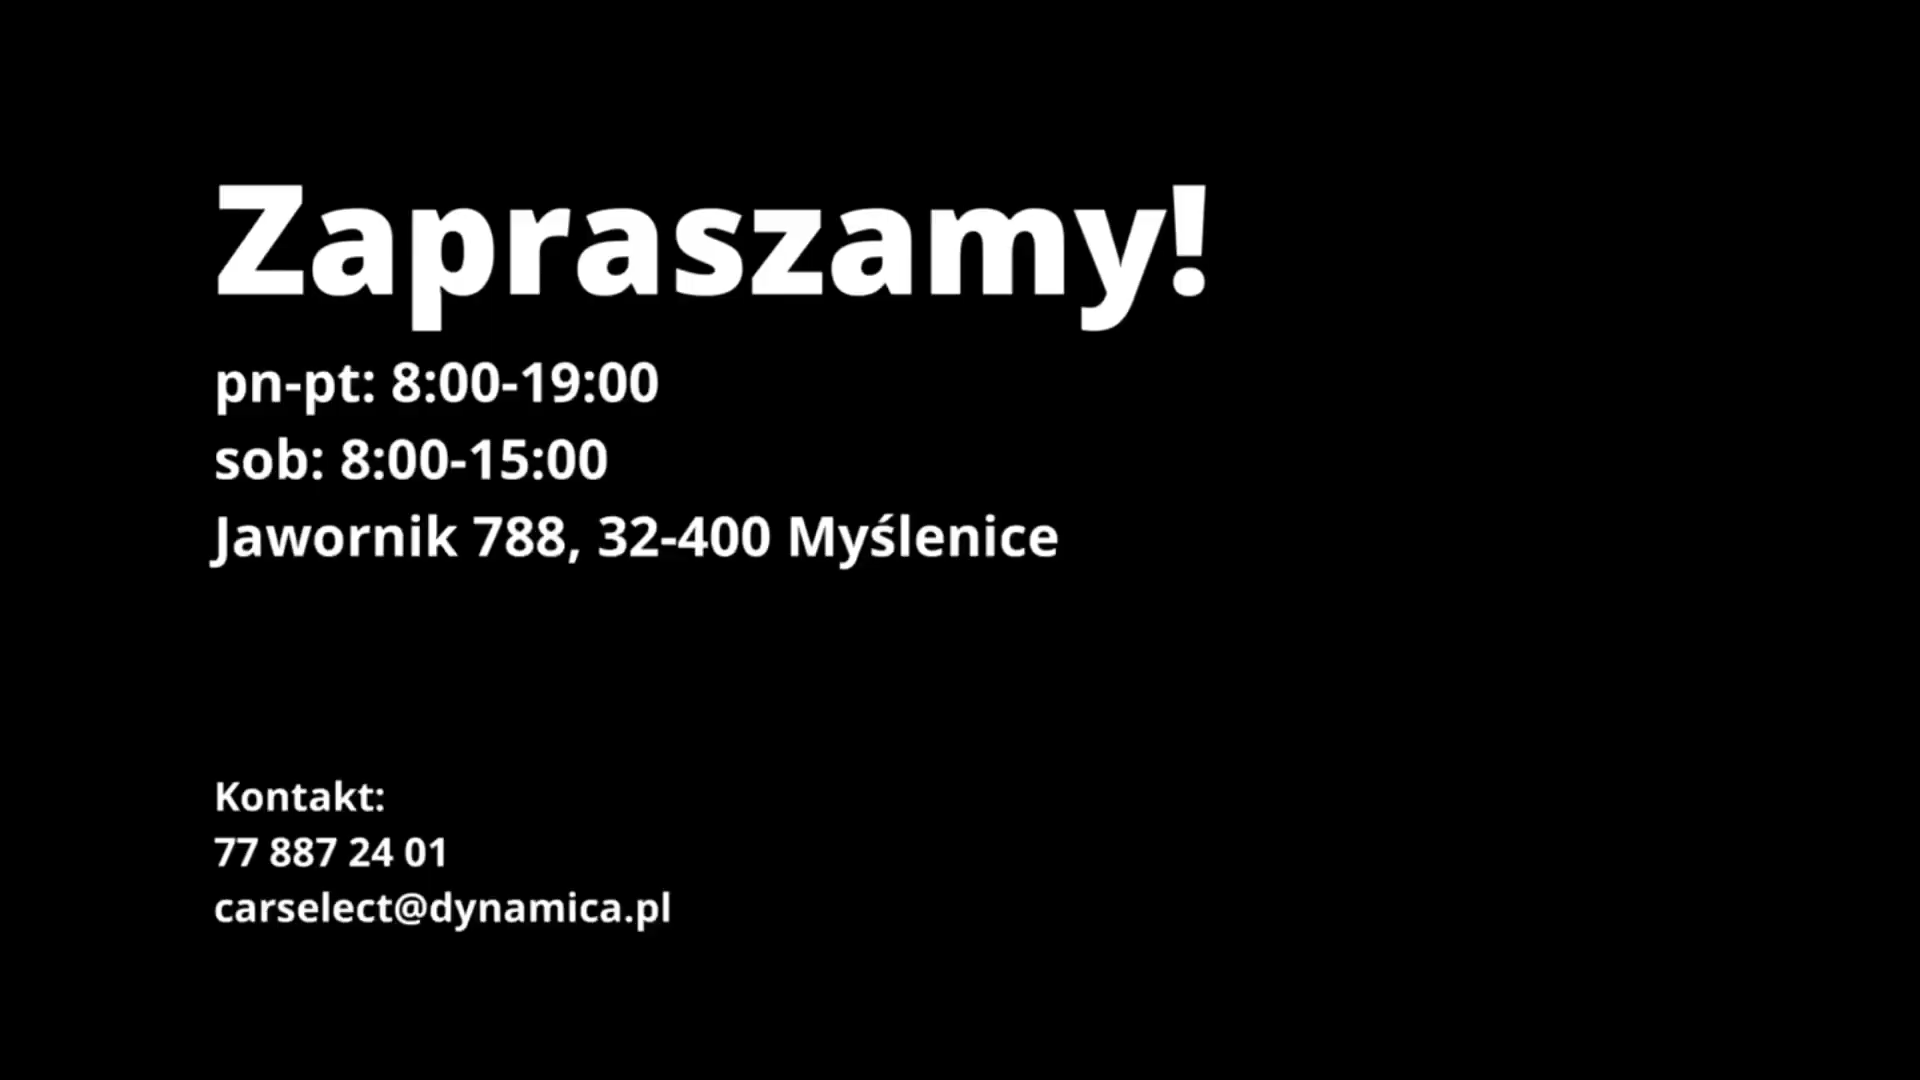 Zapraszamy!
pn-pt: 8:00-19:00
sob: 8:00-15:00
Jawornik 788, 32-400 Myślenice
Kontakt:
77 887 24 01
carselect@dynamica.pl